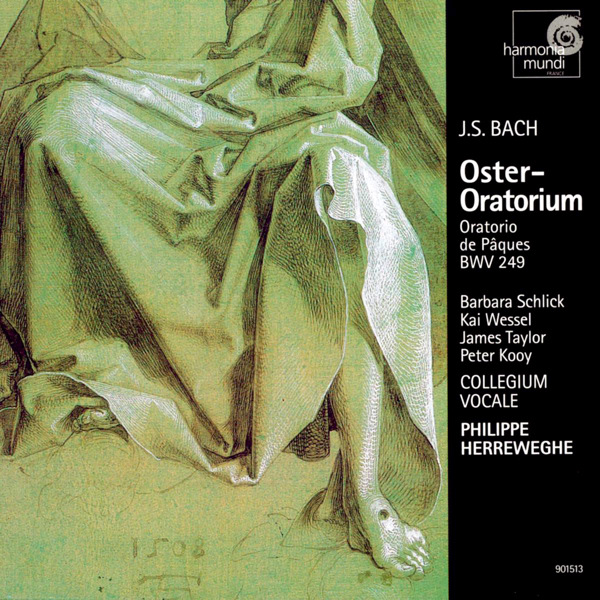 harmonia
mundi
FRANCE
J.S. BACH
Oster-
Oratorium
Oratorio
de Pâques
BWV 249
Barbara Schlick
Kai Wessel
James Taylor
Peter Kooy
COLLEGIUM
VOCALE
PHILIPPE
HERREWEGHE
901513